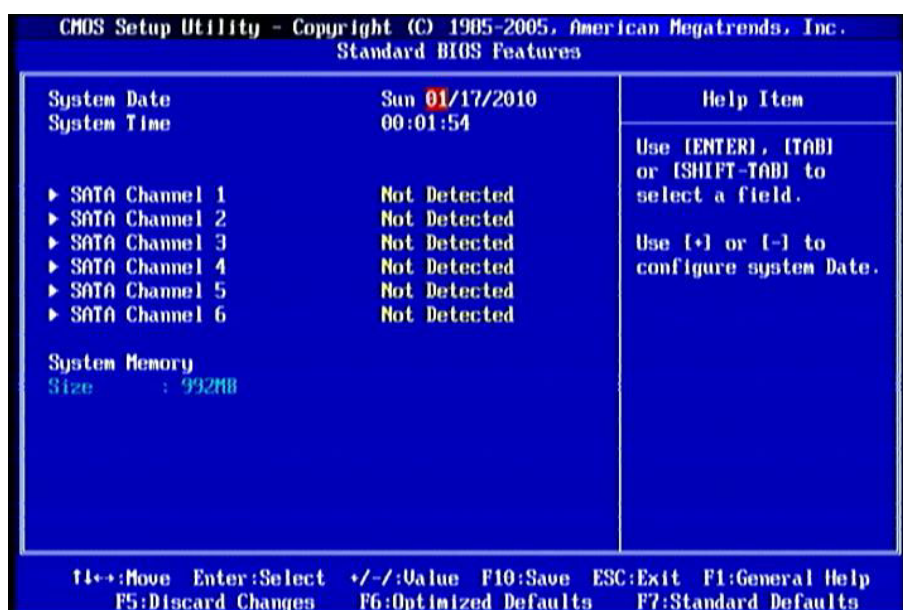 CMOS Setup Utility - Copyright (C) 1985-2005, American Megatrends, Inc.
Standard BIOS Features
System Date Sun 01/17/2010
System Time 00:01:54
▶ SATA Channel 1 Not Detected
▶ SATA Channel 2 Not Detected
▶ SATA Channel 3 Not Detected
▶ SATA Channel 4 Not Detected
▶ SATA Channel 5 Not Detected
▶ SATA Channel 6 Not Detected
System Memory
Size : 992MB
Help Item
Use [ENTER], [TAB]
or [SHIFT-TAB] to
select a field.
Use [+] or [-] to
configure system Date.
↑↓←→:Move Enter:Select +/-/:Value F10:Save ESC:Exit F1:General Help
F5:Discard Changes F6:Optimized Defaults F7:Standard Defaults